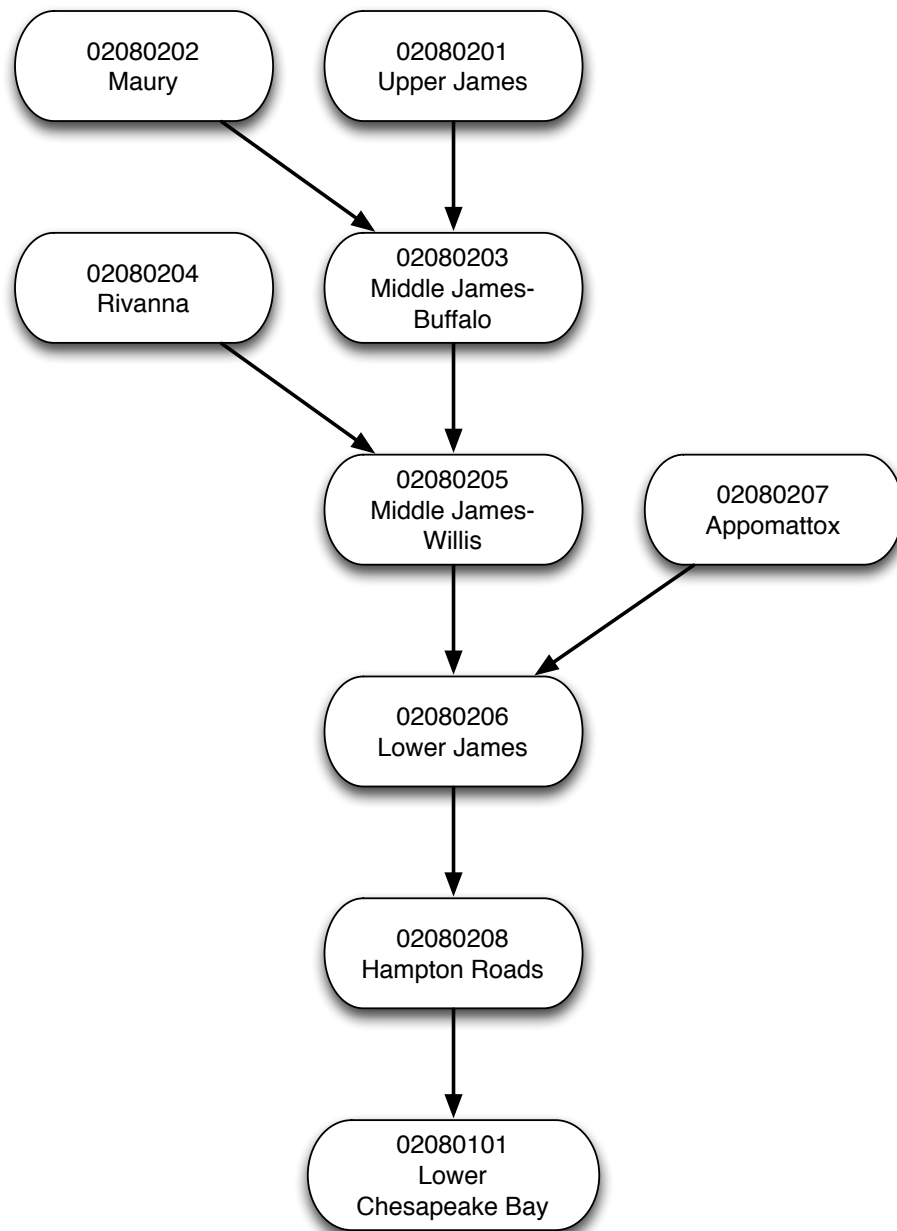 02080202
Maury
02080201
Upper James
02080204
Rivanna
02080203
Middle James-
Buffalo
02080205
Middle James-
Willis
02080207
Appomattox
02080206
Lower James
02080208
Hampton Roads
02080101
Lower
Chesapeake Bay